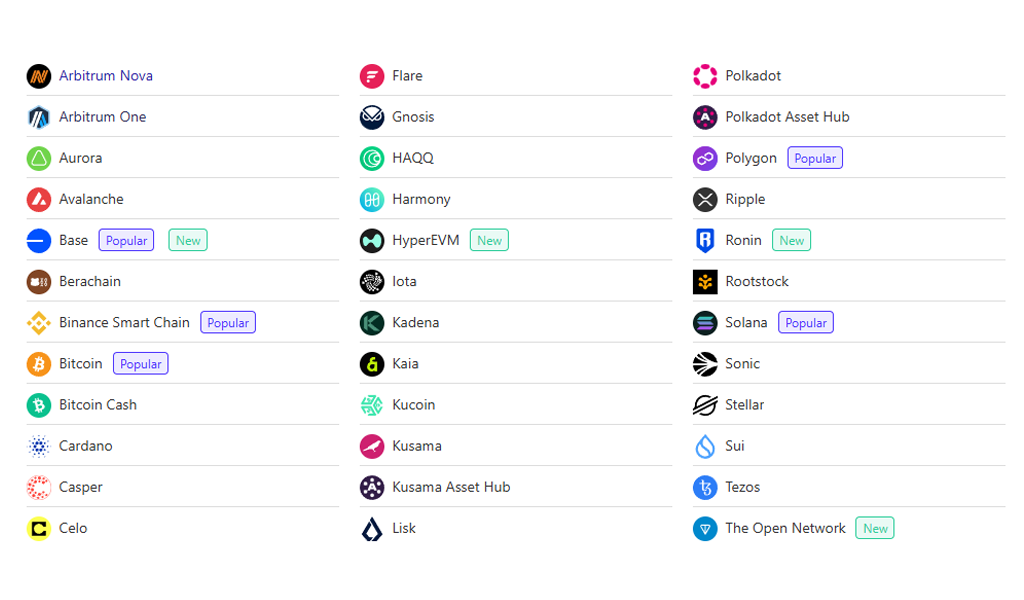 Arbitrum Nova
Arbitrum One
Aurora
Avalanche
Base Popular New
Berachain
Binance Smart Chain Popular
Bitcoin Popular
Bitcoin Cash
Cardano
Casper
Celo
Flare
Gnosis
HAQQ
Harmony
HyperEVM New
Iota
Kadena
Kaia
Kucoin
Kusama
Kusama Asset Hub
Lisk
Polkadot
Polkadot Asset Hub
Polygon Popular
Ripple
Ronin New
Rootstock
Solana Popular
Sonic
Stellar
Sui
Tezos
The Open Network New